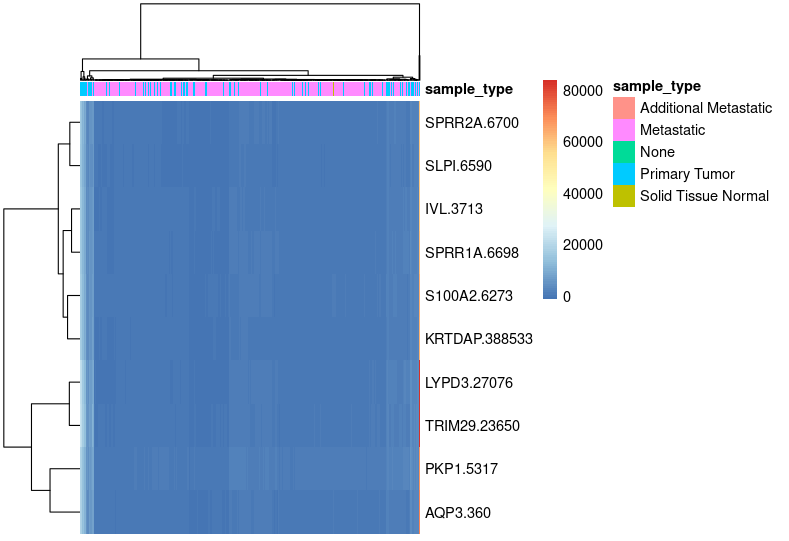 sample_type
SPRR2A.6700
SLPI.6590
IVL.3713
SPRR1A.6698
S100A2.6273
KRTDAP.388533
LYPD3.27076
TRIM29.23650
PKP1.5317
AQP3.360
80000
60000
40000
20000
0
sample_type
Additional Metastatic
Metastatic
None
Primary Tumor
Solid Tissue Normal